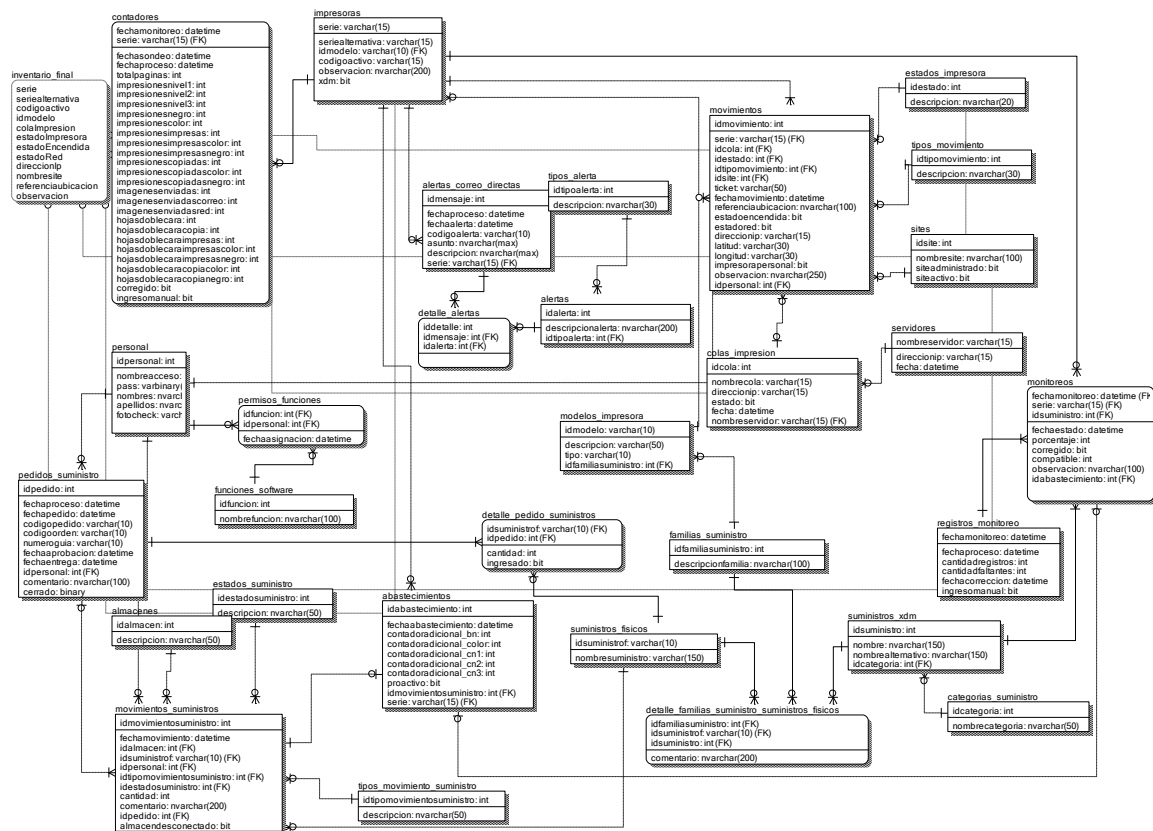 contadores
fechamonitoreo: datetime
serie: varchar(15) (FK)
fechasondeo: datetime
fechaproceso: datetime
totalpaginas: int
impresionesnivel1: int
impresionesnivel2: int
impresionesnivel3: int
impresionesnegro: int
impresionescolor: int
impresionesimpresas: int
impresionesimpresascolor: int
impresionesimpresasnegro: int
impresionescopiadas: int
impresionescopiadascolor: int
impresionescopiadasnegro: int
imagenesenviadas: int
imagenesenviadascorreo: int
imagenesenviadasred: int
hojasdoblecara: int
hojasdoblecaracopia: int
hojasdoblecaraimpresas: int
hojasdoblecaraimpresascolor: int
hojasdoblecaraimpresasnegro: int
hojasdoblecaracopiacolor: int
hojasdoblecaracopianegro: int
corregido: bit
ingresomanual: bit
impresoras
serie: varchar(15)
seriealternativa: varchar(15)
idmodelo: varchar(10) (FK)
codigoactivo: varchar(15)
observacion: nvarchar(200)
xdm: bit
inventario_final
serie
seriealternativa
codigoactivo
idmodelo
colaImpresion
estadoImpresora
estadoEncendida
estadoRed
direccionIp
nombresite
referenciaubicacion
observacion
estados_impresora
idestado: int
descripcion: nvarchar(20)
movimientos
idmovimiento: int
serie: varchar(15) (FK)
idcola: int (FK)
idestado: int (FK)
idtipomovimiento: int (FK)
idsite: int (FK)
ticket: varchar(50)
fechamovimiento: datetime
referenciaubicacion: nvarchar(100)
estadoencendida: bit
estadored: bit
direccionip: varchar(15)
latitud: varchar(30)
longitud: varchar(30)
impresorapersonal: bit
observacion: nvarchar(250)
idpersonal: int (FK)
tipos_movimiento
idtipomovimiento: int
descripcion: nvarchar(30)
tipos_alerta
idtipoalerta: int
descripcion: nvarchar(30)
alertas_correo_directas
idmensaje: int
fechaproceso: datetime
fechaalerta: datetime
codigoalerta: varchar(10)
asunto: nvarchar(max)
descripcion: nvarchar(max)
serie: varchar(15) (FK)
sites
idsite: int
nombresite: nvarchar(100)
siteadministrado: bit
siteactivo: bit
detalle_alertas
iddetalle: int
idmensaje: int (FK)
idalerta: int (FK)
alertas
idalerta: int
descripcionalerta: nvarchar(200)
idtipoalerta: int (FK)
servidores
nombreservidor: varchar(15)
direccionip: varchar(15)
fecha: datetime
personal
idpersonal: int
nombreacceso:
pass: varbinary(
nombres: nvarcl
apellidos: nvarc
fotocheck: varch
colas_impresion
idcola: int
nombrecola: varchar(15)
direccionip: varchar(15)
estado: bit
fecha: datetime
nombreservidor: varchar(15) (FK)
monitoreos
fechamonitoreo: datetime (FK
serie: varchar(15) (FK)
idsuministro: int (FK)
fechaestado: datetime
porcentaje: int
corregido: bit
compatible: int
observacion: nvarchar(100)
idabastecimiento: int (FK)
permisos_funciones
idfuncion: int (FK)
idpersonal: int (FK)
fechaasignacion: datetime
modelos_impresora
idmodelo: varchar(10)
descripcion: varchar(50)
tipo: varchar(10)
idfamiliasuministro: int (FK)
pedidos_suministro
idpedido: int
fechaproceso: datetime
fechapedido: datetime
codigopedido: varchar(10)
codigoorden: varchar(10)
numeroguia: varchar(10)
fechaaprobacion: datetime
fechaentrega: datetime
idpersonal: int (FK)
comentario: nvarchar(100)
cerrado: binary
funciones_software
idfuncion: int
nombrefuncion: nvarchar(100)
detalle_pedido_suministros
idsuministrof: varchar(10) (FK)
idpedido: int (FK)
cantidad: int
ingresado: bit
familias_suministro
idfamiliasuministro: int
descripcionfamilia: nvarchar(100)
registros_monitoreo
fechamonitoreo: datetime
fechaproceso: datetime
cantidadregistros: int
cantidadfaltantes: int
fechacorreccion: datetime
ingresomanual: bit
estados_suministro
idestadosuministro: int
descripcion: nvarchar(50)
almacenes
idalmacen: int
descripcion: nvarchar(50)
abastecimientos
idabastecimiento: int
fechaabastecimiento: datetime
contadoradicional_bn: int
contadoradicional_color: int
contadoradicional_cn1: int
contadoradicional_cn2: int
contadoradicional_cn3: int
proactivo: bit
idmovimientosuministro: int (FK)
serie: varchar(15) (FK)
suministros_fisicos
idsuministrof: varchar(10)
nombresuministro: varchar(150)
suministros_xdm
idsuministro: int
nombre: nvarchar(150)
nombrealternativo: nvarchar(150)
idcategoria: int (FK)
categorias_suministro
idcategoria: int
nombrecategoria: nvarchar(50)
movimientos_suministros
idmovimientosuministro: int
fechamovimiento: datetime
idalmacen: int (FK)
idsuministrof: varchar(10) (FK)
idpersonal: int (FK)
idtipomovimientosuministro: int (FK)
idestadosuministro: int (FK)
cantidad: int
comentario: nvarchar(200)
idpedido: int (FK)
almacendesconectado: bit
detalle_familias_suministro_suministros_fisicos
idfamiliasuministro: int (FK)
idsuministrof: varchar(10) (FK)
idsuministro: int (FK)
comentario: varchar(200)
tipos_movimiento_suministro
idtipomovimientosuministro: int
descripcion: nvarchar(50)